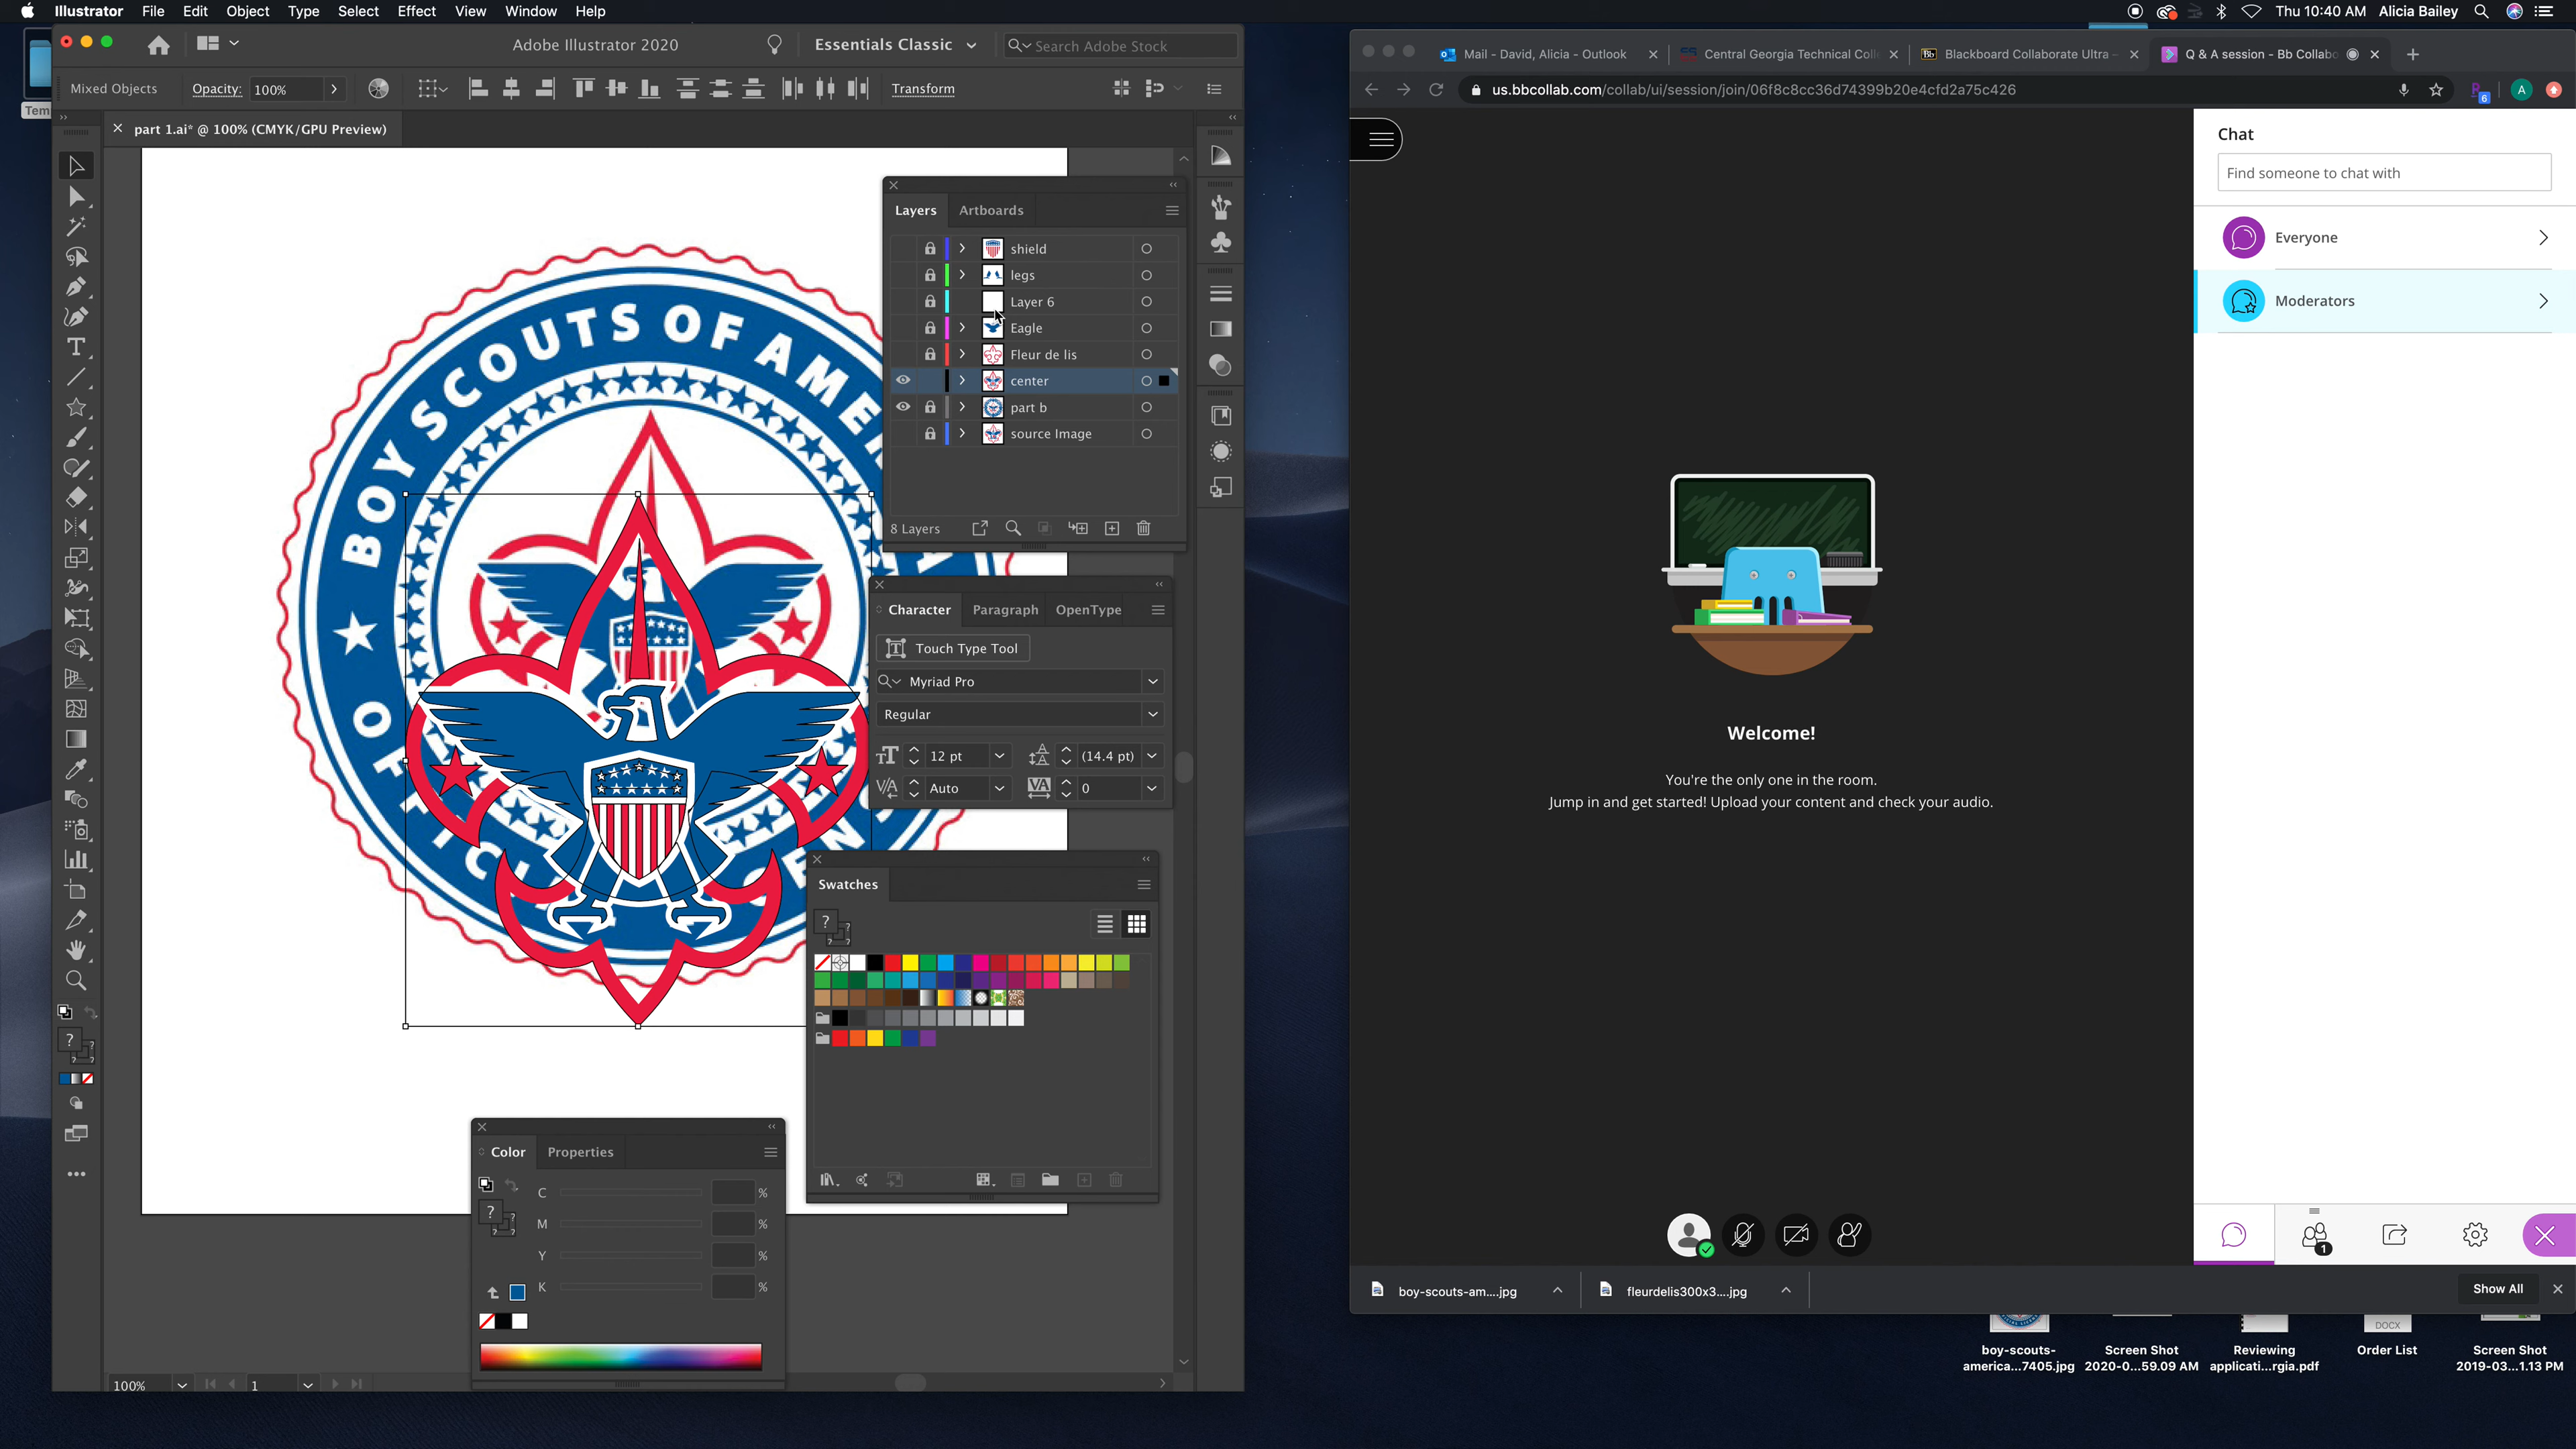 Illustrator File Edit Object Type Select Effect View Window Help
Thu 10:40 AM Alicia Bailey
Adobe Illustrator 2020
Essentials Classic
Search Adobe Stock
Mixed Objects
Opacity: 100%
Transform
part 1.ai* @ 100% (CMYK/GPU Preview)
BOY SCOUTS OF AME
Layers Artboards
shield
legs
Layer 6
Eagle
Fleur de lis
center
part b
source Image
8 Layers
Character Paragraph OpenType
Touch Type Tool
Myriad Pro
Regular
12 pt (14.4 pt)
Auto 0
Swatches
Color Properties
C %
M %
Y %
K %
100% 1
Mail - David, Alicia - Outlook
Central Georgia Technical Coll
Blackboard Collaborate Ultra –
Q & A session - Bb Collabo
us.bbcollab.com/collab/ui/session/join/06f8c8cc36d74399b20e4cfd2a75c426
Chat
Find someone to chat with
Everyone
Moderators
Welcome!
You're the only one in the room.
Jump in and get started! Upload your content and check your audio.
1
boy-scouts-am....jpg
fleurdelis300x3....jpg
Show All
boy-scouts-
america...7405.jpg
Screen Shot
2020-0...59.09 AM
Reviewing
applicati...rgia.pdf
DOCX
Order List
Screen Shot
2019-03...1.13 PM